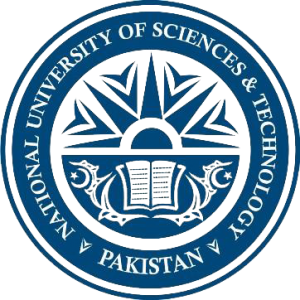 NATIONAL UNIVERSITY OF SCIENCES & TECHNOLOGY
PAKISTAN